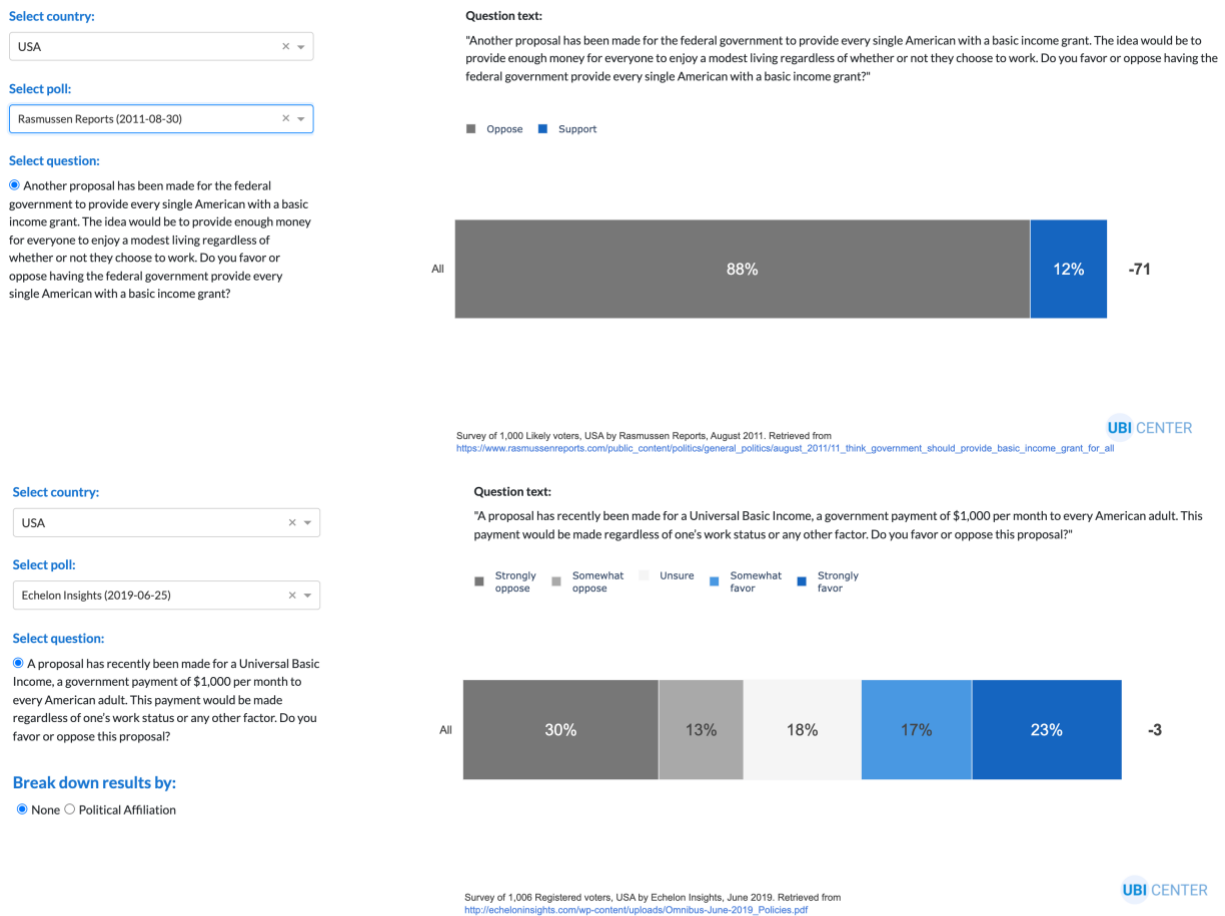 Select country:
USA
Select poll:
Rasmussen Reports (2011-08-30)
Select question:
Another proposal has been made for the federal
government to provide every single American with a basic
income grant. The idea would be to provide enough money
for everyone to enjoy a modest living regardless of
whether or not they choose to work. Do you favor or
oppose having the federal government provide every
single American with a basic income grant?
Question text:
"Another proposal has been made for the federal government to provide every single American with a basic income grant. The idea would be to
provide enough money for everyone to enjoy a modest living regardless of whether or not they choose to work. Do you favor or oppose having the
federal government provide every single American with a basic income grant?"
Oppose Support
All 88% 12% -71
UBI CENTER
Survey of 1,000 Likely voters, USA by Rasmussen Reports, August 2011. Retrieved from
https://www.rasmussenreports.com/public_content/politics/general_politics/august_2011/11_think_government_should_provide_basic_income_grant_for_all
Select country:
USA
Select poll:
Echelon Insights (2019-06-25)
Select question:
A proposal has recently been made for a Universal Basic
Income, a government payment of $1,000 per month to
every American adult. This payment would be made
regardless of one's work status or any other factor. Do you
favor or oppose this proposal?
Break down results by:
None Political Affiliation
Question text:
"A proposal has recently been made for a Universal Basic Income, a government payment of $1,000 per month to every American adult. This
payment would be made regardless of one's work status or any other factor. Do you favor or oppose this proposal?"
Strongly oppose Somewhat oppose Unsure Somewhat favor Strongly favor
All 30% 13% 18% 17% 23% -3
UBI CENTER
Survey of 1,006 Registered voters, USA by Echelon Insights, June 2019. Retrieved from
http://echeloninsights.com/wp-content/uploads/Omnibus-June-2019_Policies.pdf